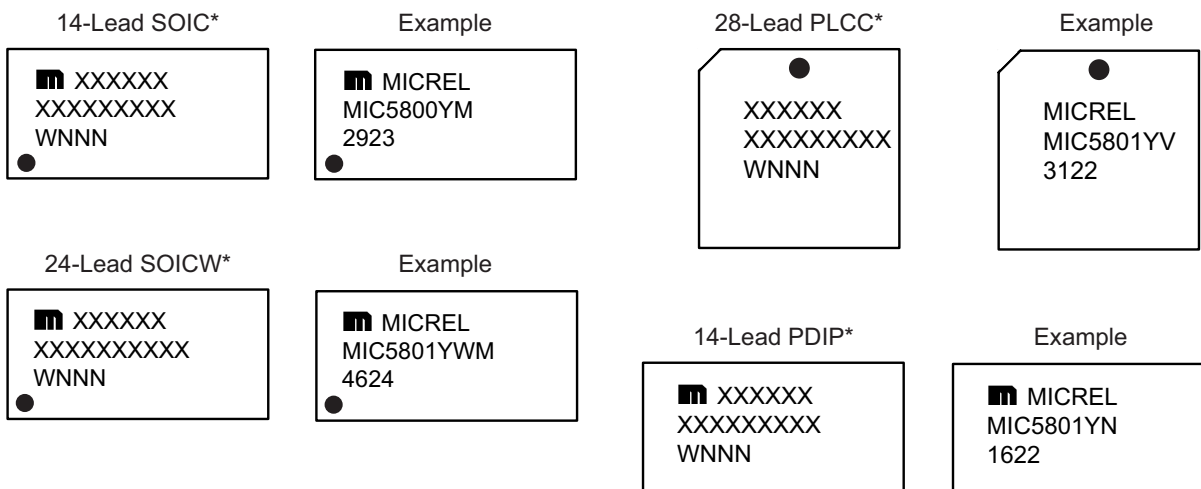 14-Lead SOIC*
XXXXXX
XXXXXXXXX
WNNN
Example
MICREL
MIC5800YM
2923
28-Lead PLCC*
XXXXXX
XXXXXXXXX
WNNN
Example
MICREL
MIC5801YV
3122
24-Lead SOICW*
XXXXXX
XXXXXXXXXX
WNNN
Example
MICREL
MIC5801YWM
4624
14-Lead PDIP*
XXXXXX
XXXXXXXXX
WNNN
Example
MICREL
MIC5801YN
1622